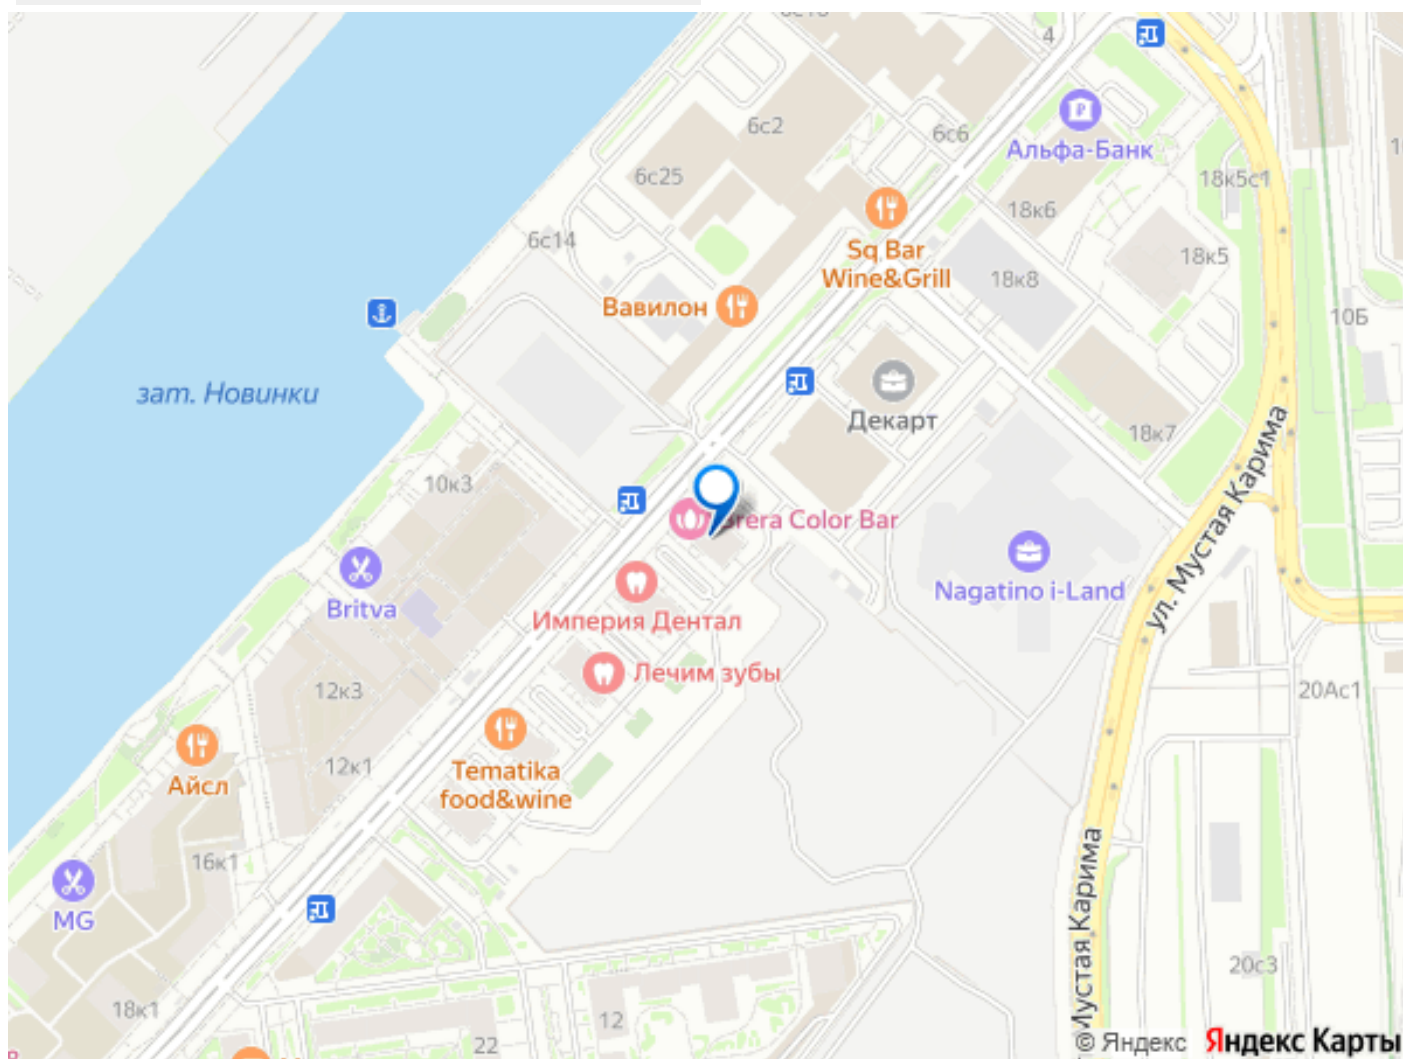 4
6с2
6с6
Альфа-Банк
6с25
18к5с1
18к6
6с14
Sq Bar
Wine&Grill
18к5
18к8
Вавилон
10Б
зат. Новинки
Декарт
18к7
10к3
Brera Color Bar
ул. Мустая Карима
Britva
Nagatino i-Land
Империя Дентал
Лечим зубы
12к3
20Ас1
12к1
Tematika
food&wine
Айсл
16к1
MG
Мустая Карима
20с3
18к1
12
22
© Яндекс
Яндекс Карты